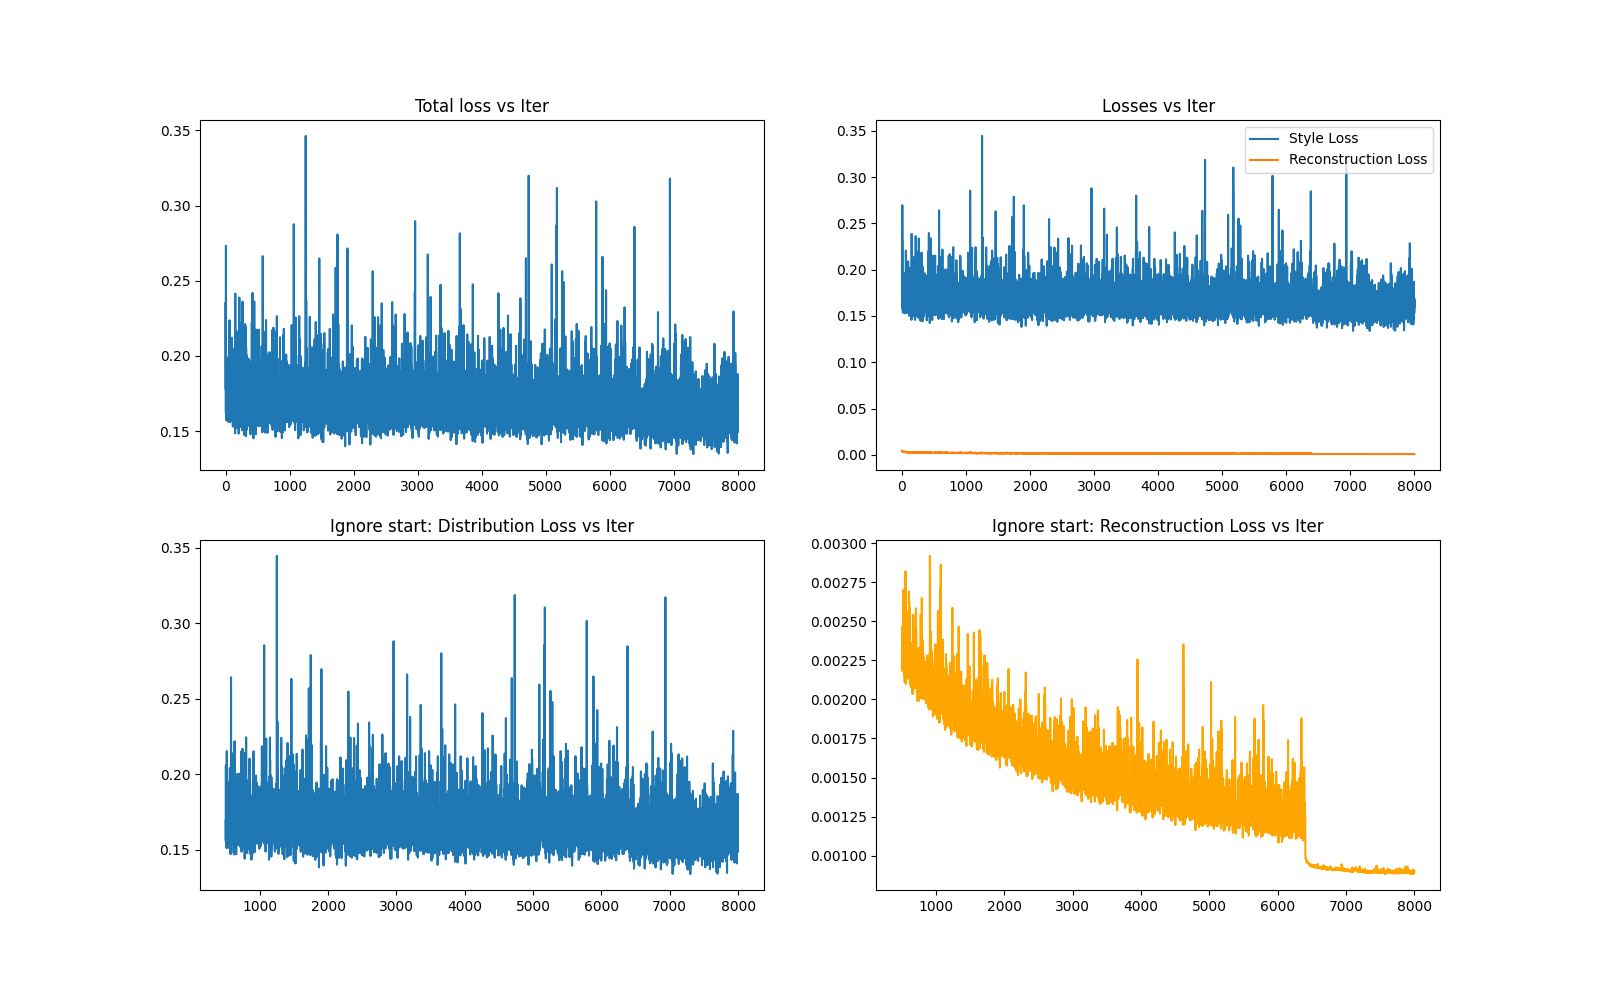 Total loss vs Iter
0.35
0.30
0.25
0.20
0.15
0 1000 2000 3000 4000 5000 6000 7000 8000
Losses vs Iter
Style Loss
Reconstruction Loss
0.35
0.30
0.25
0.20
0.15
0.10
0.05
0.00
0 1000 2000 3000 4000 5000 6000 7000 8000
Ignore start: Distribution Loss vs Iter
0.35
0.30
0.25
0.20
0.15
1000 2000 3000 4000 5000 6000 7000 8000
Ignore start: Reconstruction Loss vs Iter
0.00300
0.00275
0.00250
0.00225
0.00200
0.00175
0.00150
0.00125
0.00100
1000 2000 3000 4000 5000 6000 7000 8000